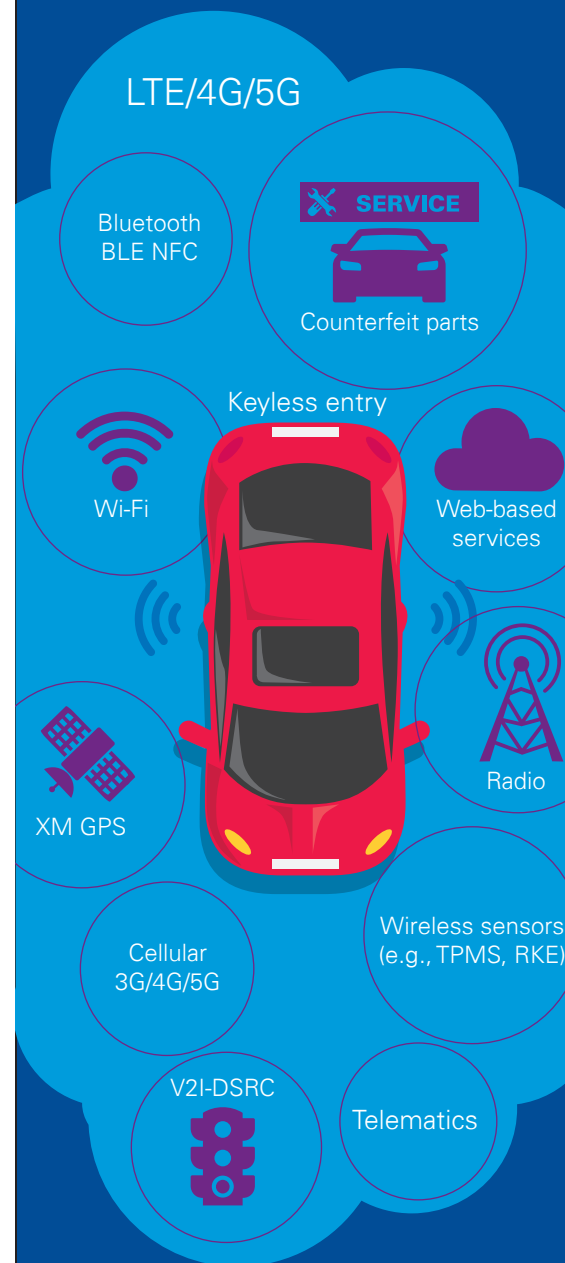 LTE/4G/5G
Bluetooth
BLE NFC
SERVICE
Counterfeit parts
Keyless entry
Wi-Fi
Web-based
services
Radio
XM GPS
Wireless sensors
(e.g., TPMS, RKE)
Cellular
3G/4G/5G
V2I-DSRC
Telematics